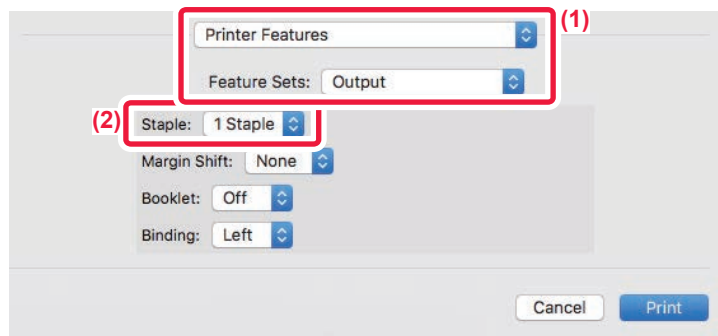 Printer Features
(1)
Feature Sets: Output
(2)
Staple: 1 Staple
Margin Shift: None
Booklet: Off
Binding: Left
Cancel Print